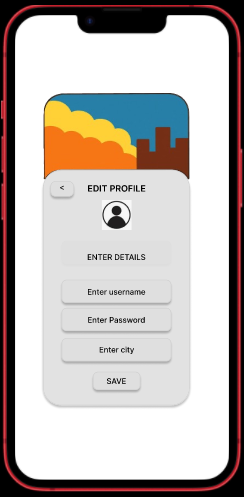 <
EDIT PROFILE
ENTER DETAILS
Enter username
Enter Password
Enter city
SAVE